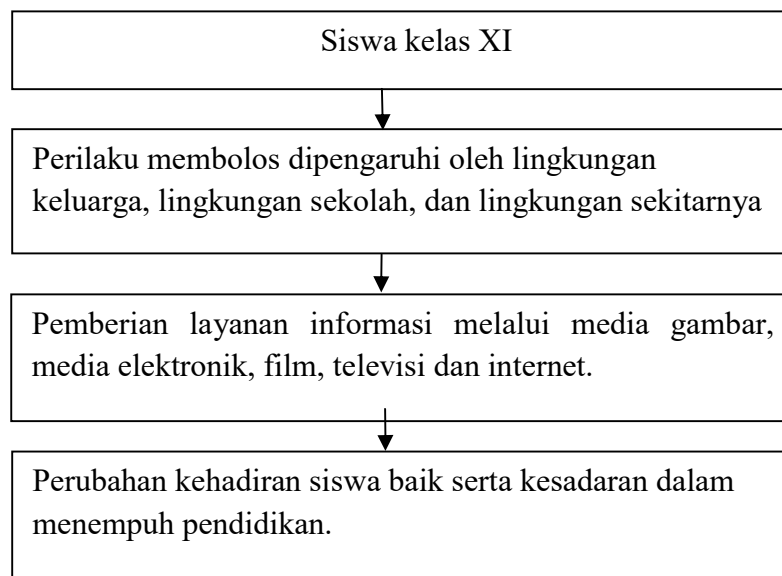 Siswa kelas XI
Perilaku membolos dipengaruhi oleh lingkungan
keluarga, lingkungan sekolah, dan lingkungan sekitarnya
Pemberian layanan informasi melalui media gambar,
media elektronik, film, televisi dan internet.
Perubahan kehadiran siswa baik serta kesadaran dalam
menempuh pendidikan.